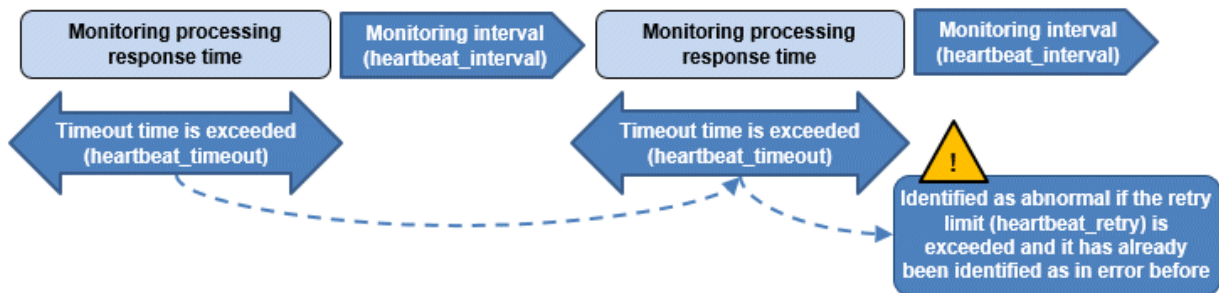 Monitoring processing
response time
Monitoring interval
(heartbeat_interval)
Monitoring processing
response time
Monitoring interval
(heartbeat_interval)
Timeout time is exceeded
(heartbeat_timeout)
Timeout time is exceeded
(heartbeat_timeout)
!
Identified as abnormal if the retry
limit (heartbeat_retry) is
exceeded and it has already
been identified as in error before